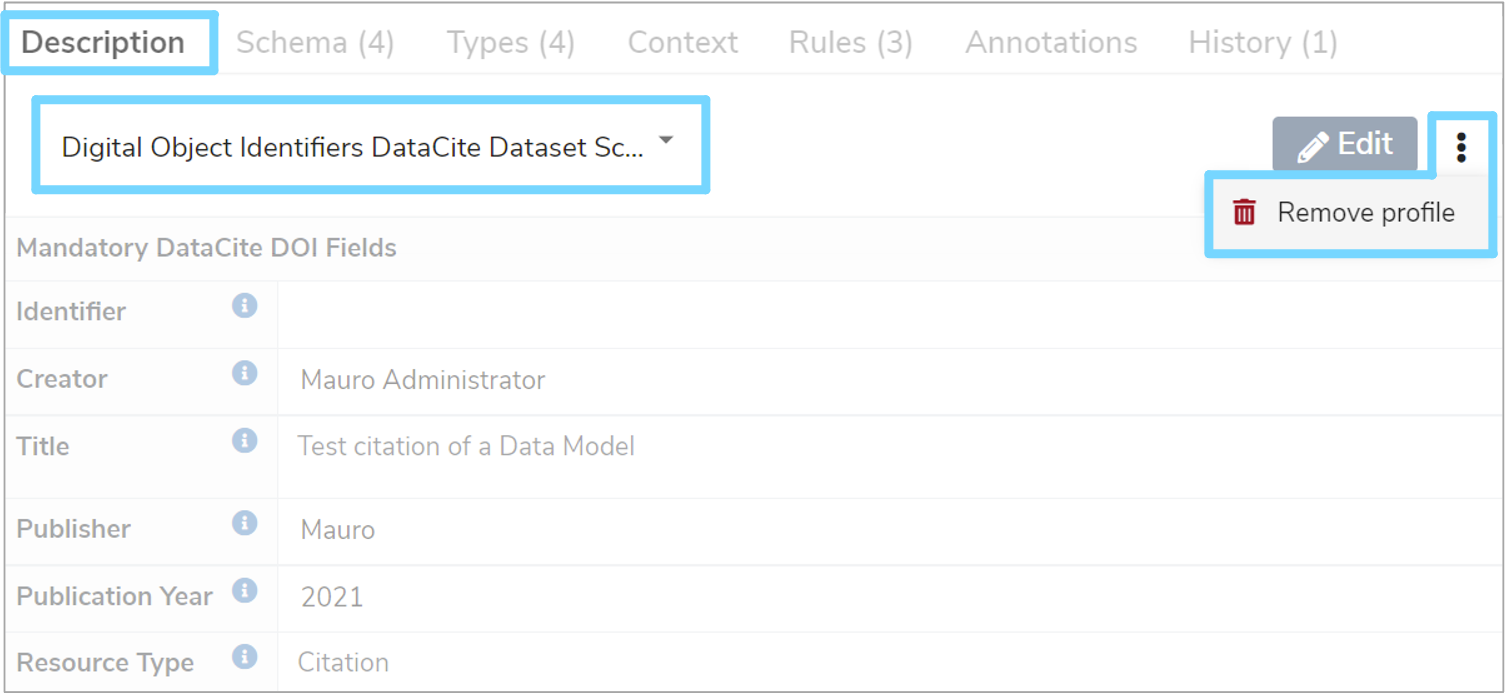 Description Schema (4) Types (4) Context Rules (3) Annotations History (1)
Digital Object Identifiers DataCite Dataset Sc...
Edit
Remove profile
Mandatory DataCite DOI Fields
Identifier
Creator Mauro Administrator
Title Test citation of a Data Model
Publisher Mauro
Publication Year 2021
Resource Type Citation